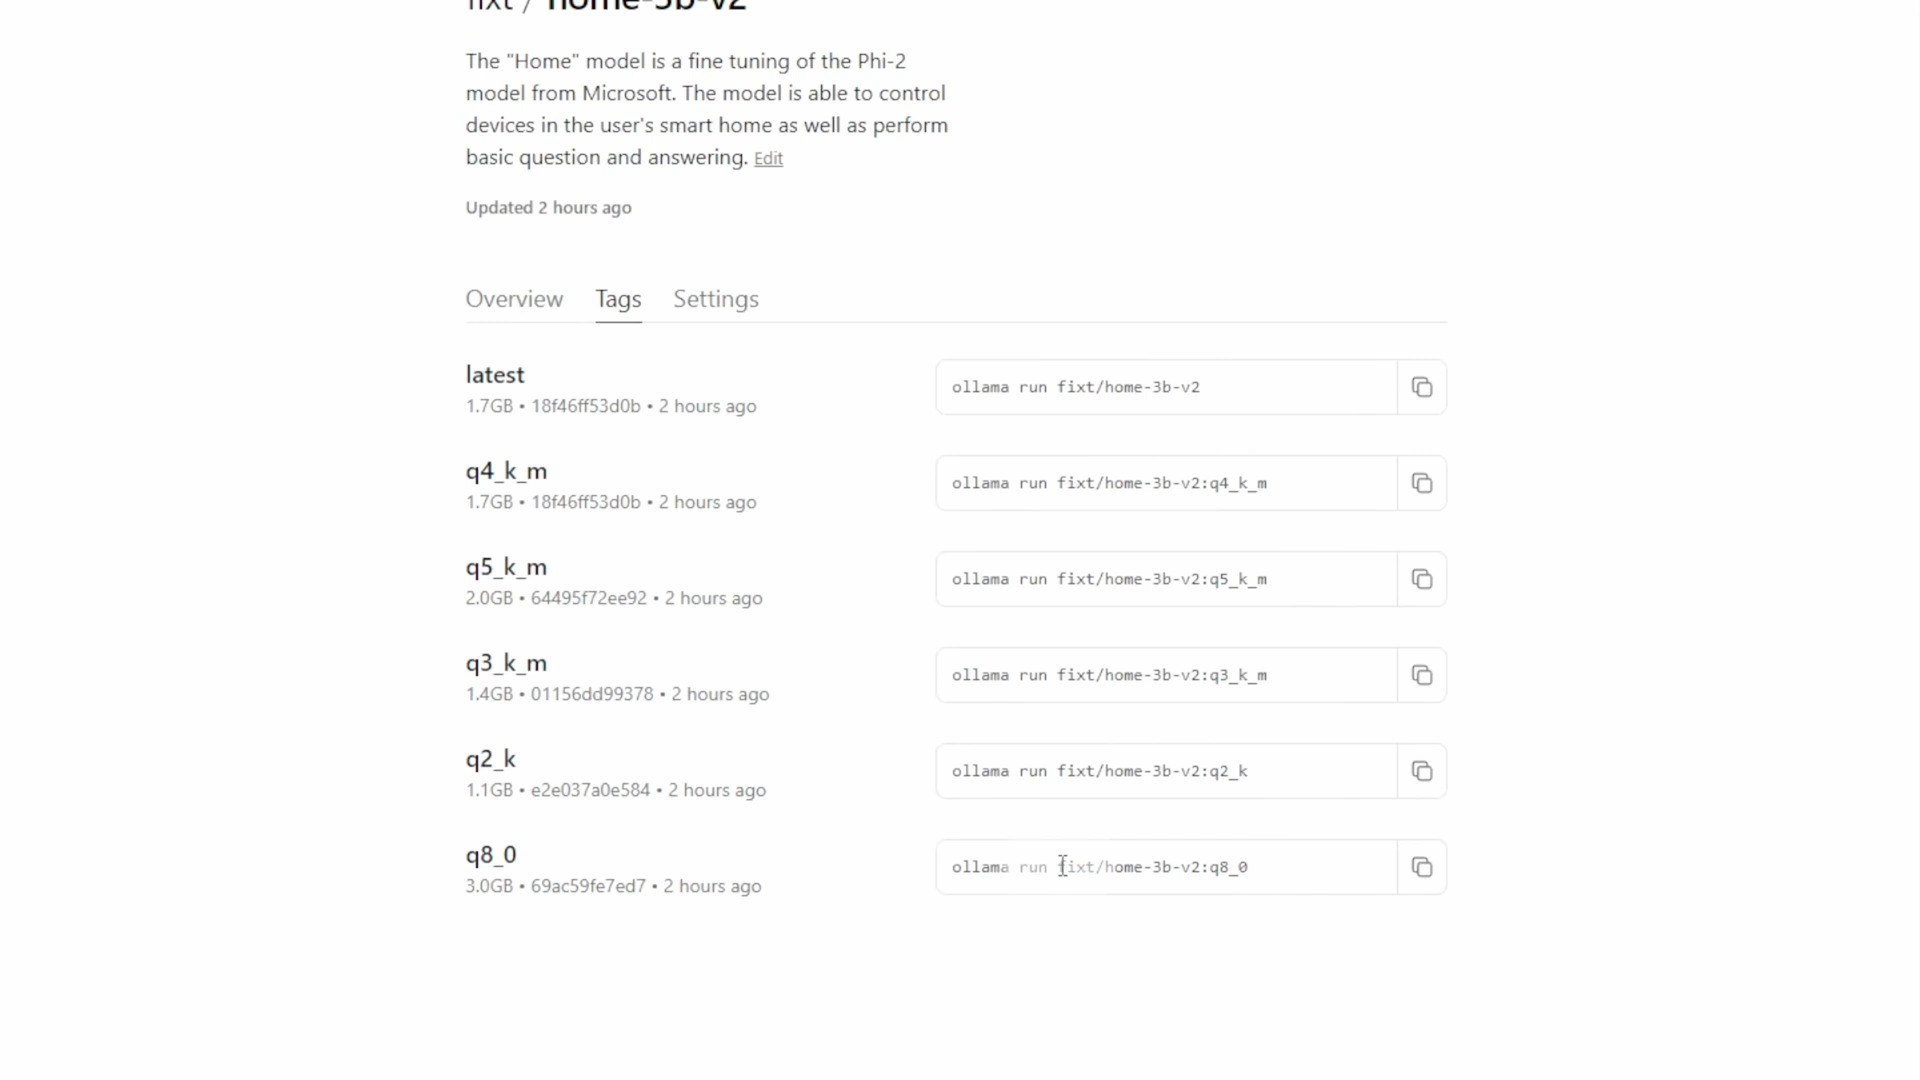 fixt / home-3b-v2
The "Home" model is a fine tuning of the Phi-2
model from Microsoft. The model is able to control
devices in the user's smart home as well as perform
basic question and answering. Edit
Updated 2 hours ago
Overview Tags Settings
latest
1.7GB • 18f46ff53d0b • 2 hours ago
ollama run fixt/home-3b-v2
q4_k_m
1.7GB • 18f46ff53d0b • 2 hours ago
ollama run fixt/home-3b-v2:q4_k_m
q5_k_m
2.0GB • 64495f72ee92 • 2 hours ago
ollama run fixt/home-3b-v2:q5_k_m
q3_k_m
1.4GB • 01156dd99378 • 2 hours ago
ollama run fixt/home-3b-v2:q3_k_m
q2_k
1.1GB • e2e037a0e584 • 2 hours ago
ollama run fixt/home-3b-v2:q2_k
q8_0
3.0GB • 69ac59fe7ed7 • 2 hours ago
ollama run fixt/home-3b-v2:q8_0